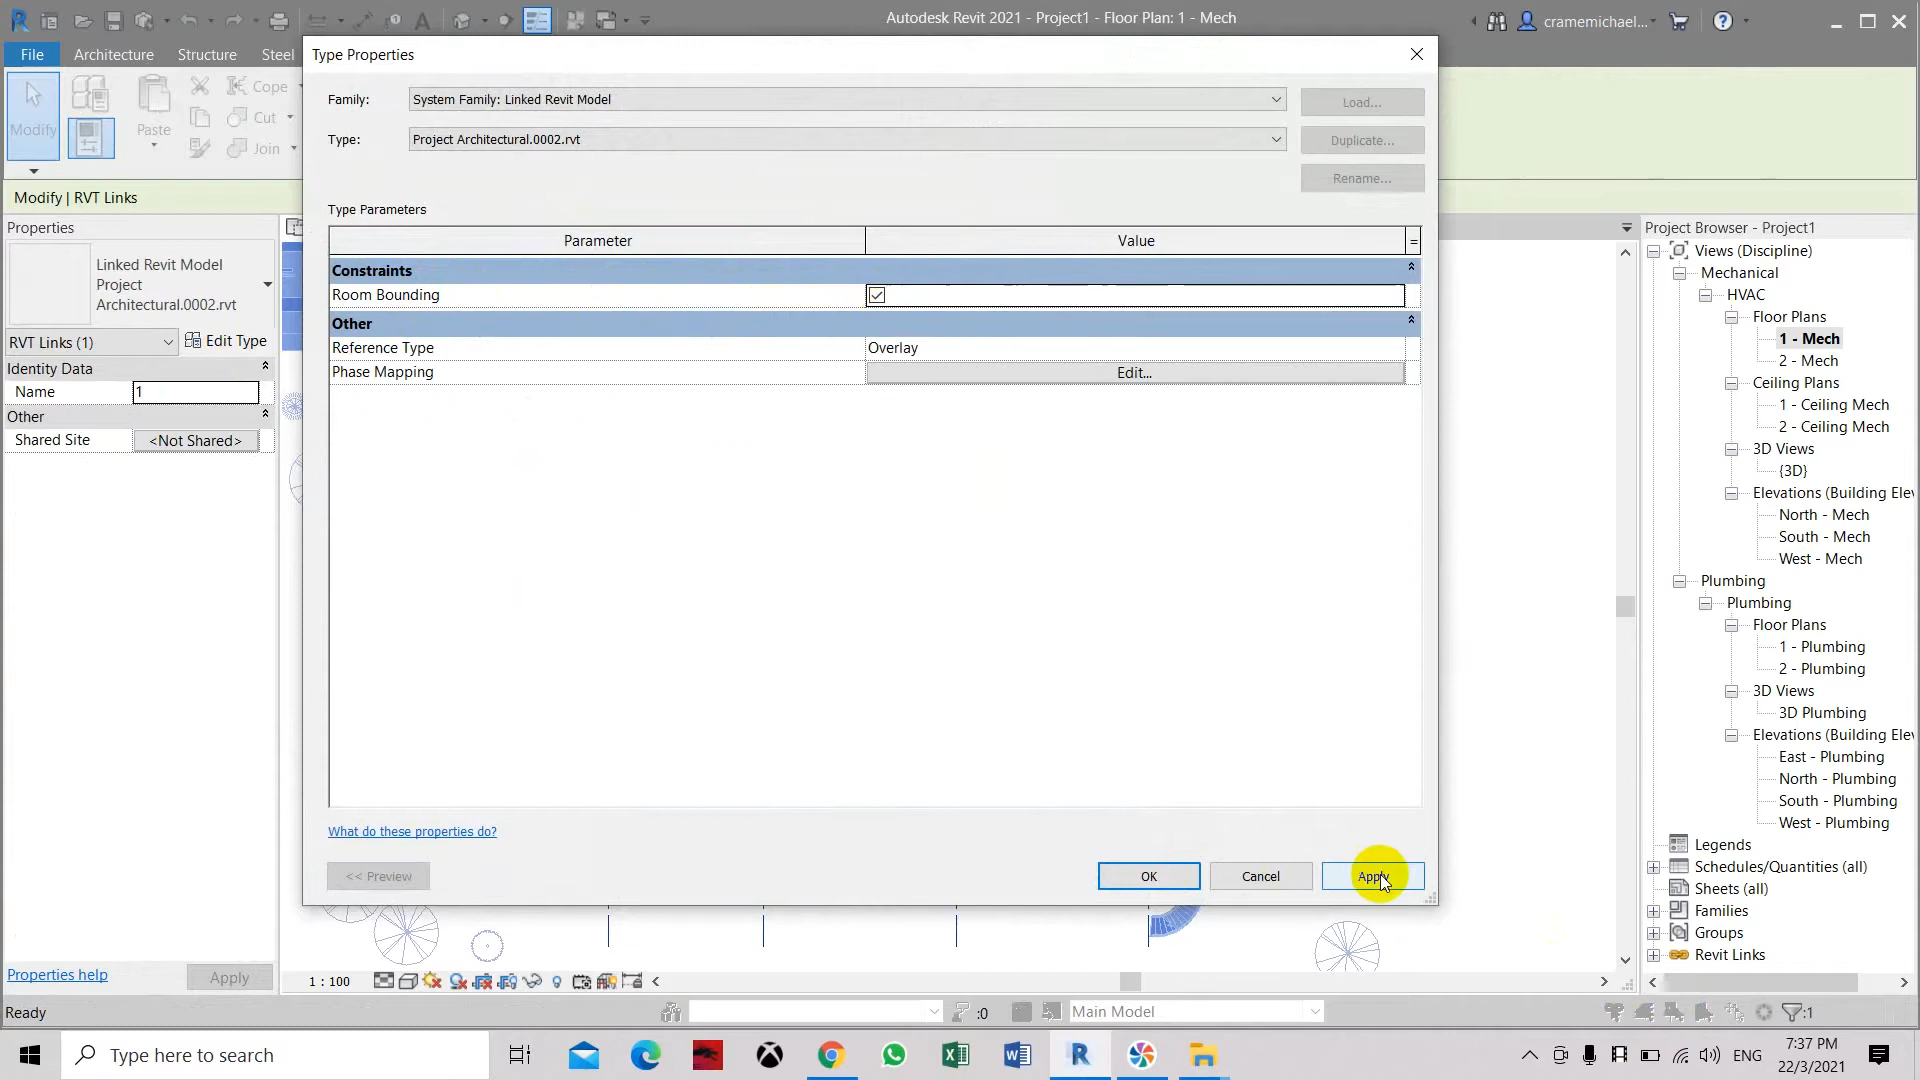 Autodesk Revit 2021 - Project1 - Floor Plan: 1 - Mech
cramemichael...
File
Architecture
Structure
Steel
Modify
Paste
Cope
Cut
Join
Modify | RVT Links
Properties
Linked Revit Model
Project
Architectural.0002.rvt
RVT Links (1)
Edit Type
Identity Data
Name
1
Other
Shared Site
<Not Shared>
Properties help
Apply
Type Properties
Family:
System Family: Linked Revit Model
Load...
Type:
Project Architectural.0002.rvt
Duplicate...
Rename...
Type Parameters
Parameter
Value
=
Constraints
Room Bounding
Other
Reference Type
Overlay
Phase Mapping
Edit...
What do these properties do?
<< Preview
OK
Cancel
Apply
Project Browser - Project1
Views (Discipline)
Mechanical
HVAC
Floor Plans
1 - Mech
2 - Mech
Ceiling Plans
1 - Ceiling Mech
2 - Ceiling Mech
3D Views
{3D}
Elevations (Building Ele
North - Mech
South - Mech
West - Mech
Plumbing
Plumbing
Floor Plans
1 - Plumbing
2 - Plumbing
3D Views
3D Plumbing
Elevations (Building Ele
East - Plumbing
North - Plumbing
South - Plumbing
West - Plumbing
Legends
Schedules/Quantities (all)
Sheets (all)
Families
Groups
Revit Links
1 : 100
Ready
:0
Main Model
:1
Type here to search
ENG
7:37 PM
22/3/2021